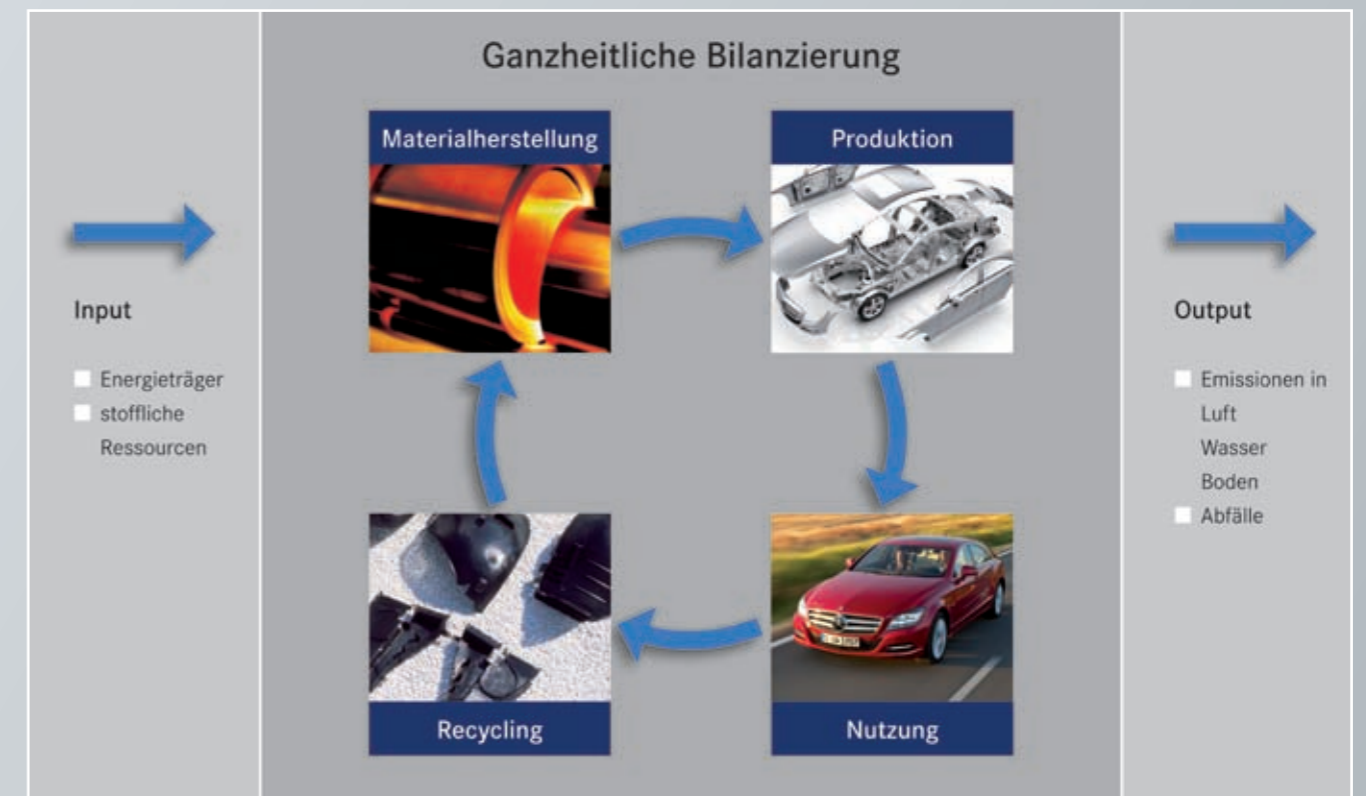 Ganzheitliche Bilanzierung
Materialherstellung
Produktion
Input
Energieträger
stoffliche
Ressourcen
Output
Emissionen in
Luft
Wasser
Boden
Abfälle
Recycling
Nutzung